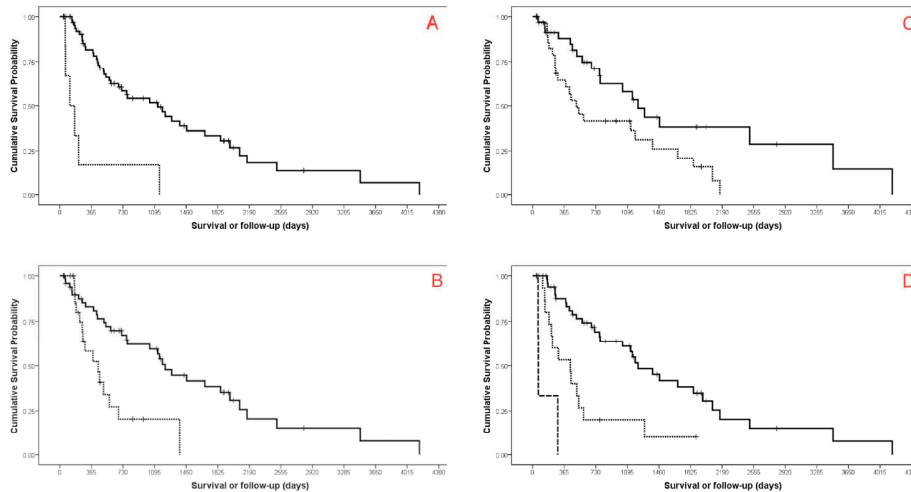 A
Cumulative Survival Probability
1.00
0.75
0.50
0.25
0.00
0 365 730 1095 1460 1825 2190 2555 2920 3285 3650 4015 4380
Survival or follow-up (days)
C
Cumulative Survival Probability
1.00
0.75
0.50
0.25
0.00
0 365 730 1095 1460 1825 2190 2555 2920 3285 3650 4015
Survival or follow-up (days)
B
Cumulative Survival Probability
1.00
0.75
0.50
0.25
0.00
0 365 730 1095 1460 1825 2190 2555 2920 3285 3650 4015 4380
Survival or follow-up (days)
D
Cumulative Survival Probability
1.00
0.75
0.50
0.25
0.00
0 365 730 1095 1460 1825 2190 2555 2920 3285 3650 4015
Survival or follow-up (days)